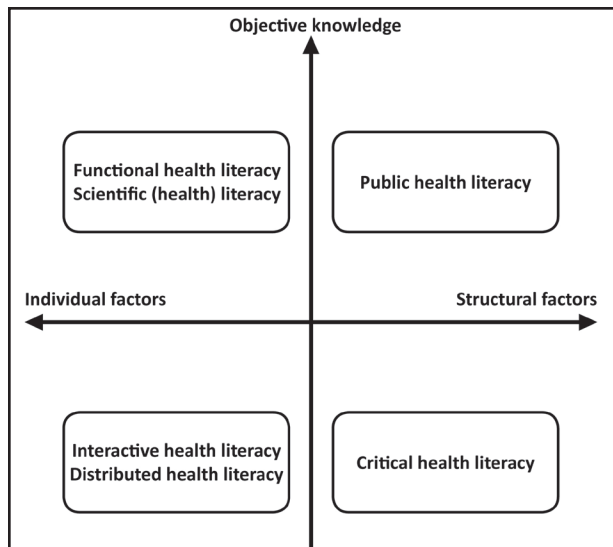 Objective knowledge
Functional health literacy
Scientific (health) literacy
Public health literacy
Individual factors
Structural factors
Interactive health literacy
Distributed health literacy
Critical health literacy